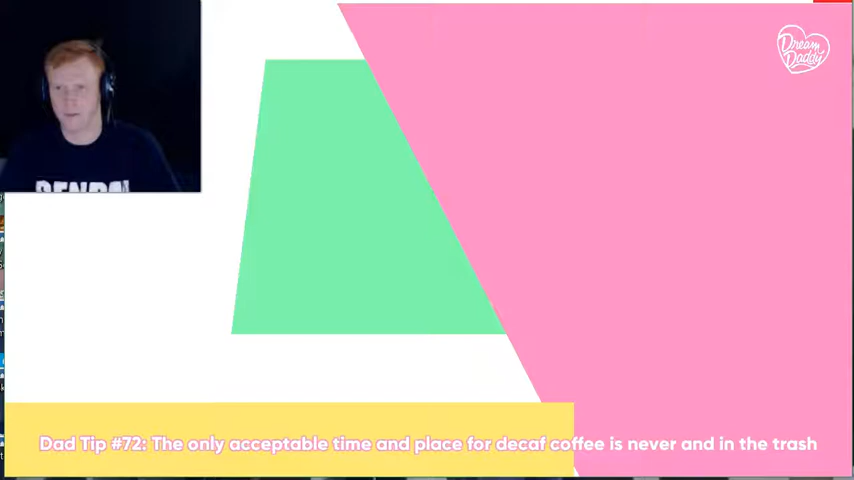 Dream
Daddy
Dad Tip #72: The only acceptable time and place for decaf coffee is never and in the trash